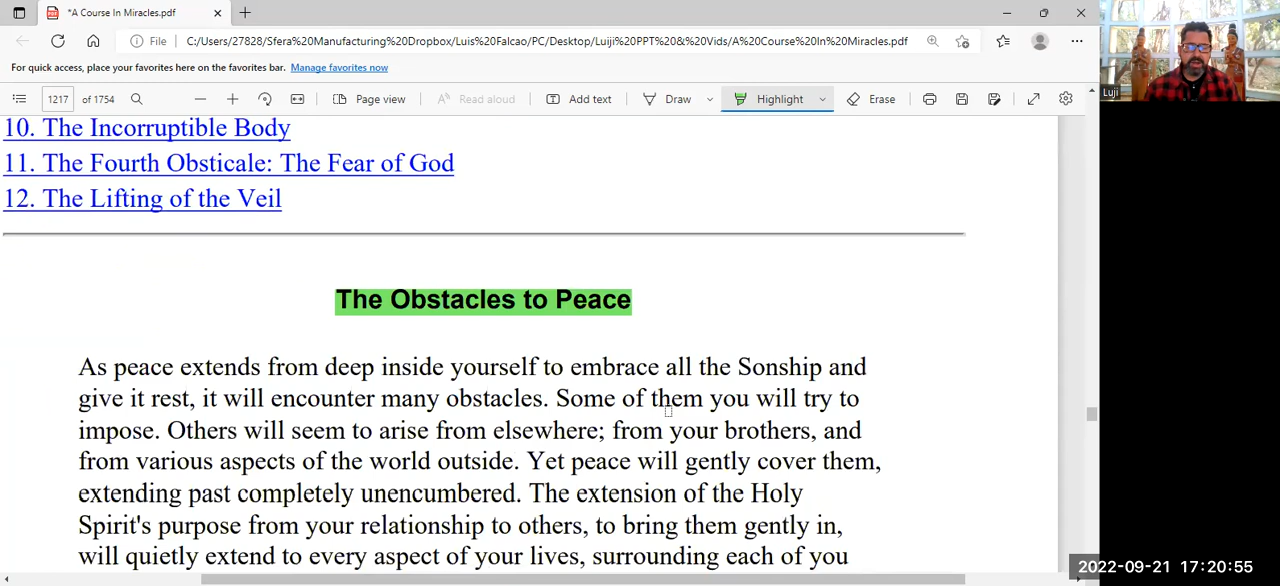 *A Course In Miracles.pdf
File C:/Users/27828/Sfera%20Manufacturing%20Dropbox/Luis%20Falcao/PC/Desktop/Luiji%20PPT%20&%20Vids/A%20Course%20In%20Miracles.pdf
For quick access, place your favorites here on the favorites bar. Manage favorites now
1217 of 1754 Page view Read aloud Add text Draw Highlight Erase
Luji
10. The Incorruptible Body
11. The Fourth Obsticale: The Fear of God
12. The Lifting of the Veil
The Obstacles to Peace
As peace extends from deep inside yourself to embrace all the Sonship and
give it rest, it will encounter many obstacles. Some of them you will try to
impose. Others will seem to arise from elsewhere; from your brothers, and
from various aspects of the world outside. Yet peace will gently cover them,
extending past completely unencumbered. The extension of the Holy
Spirit's purpose from your relationship to others, to bring them gently in,
will quietly extend to every aspect of your lives, surrounding each of you
2022-09-21 17:20:55